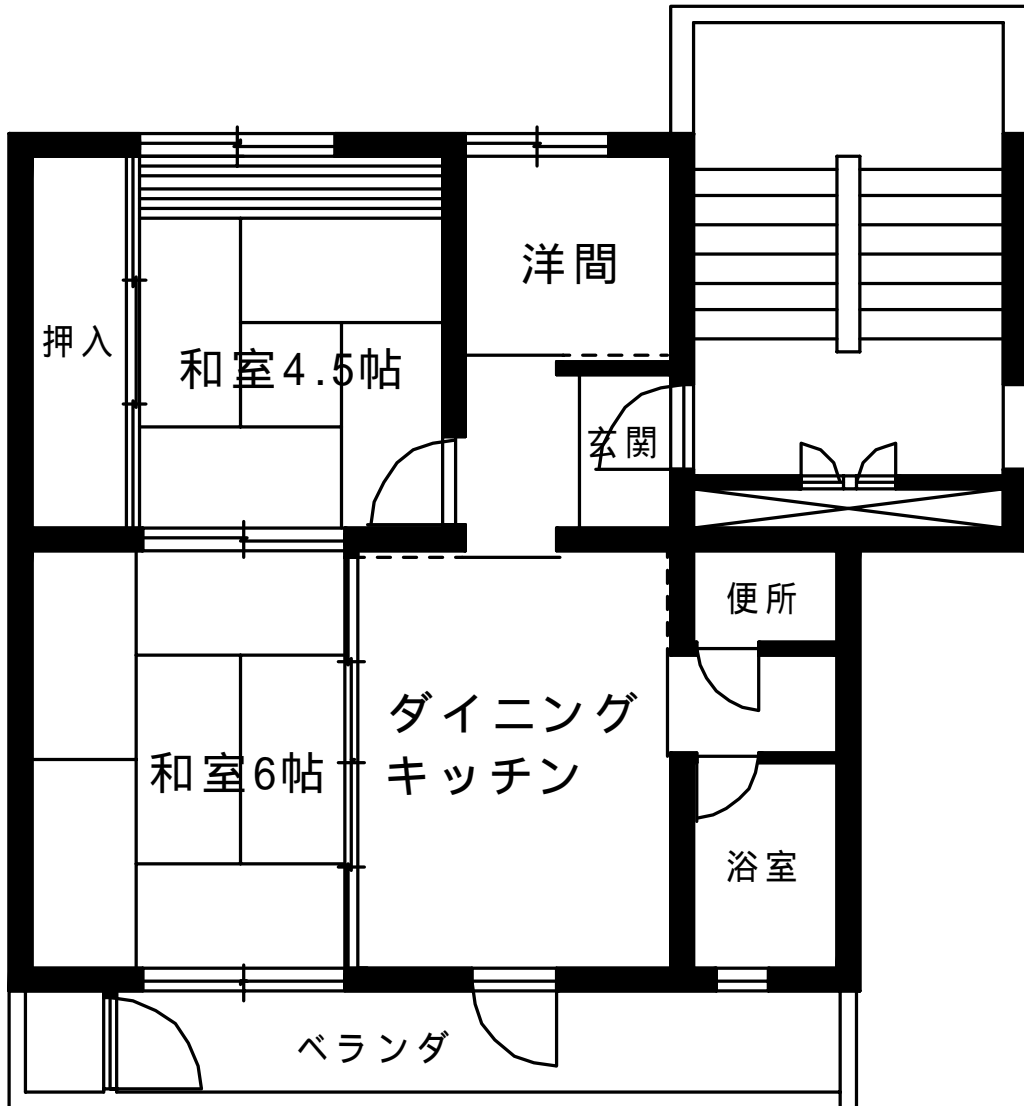 洋間
押入
和室4.5帖
玄関
便所
ダイニング
キッチン
和室6帖
浴室
ベランダ